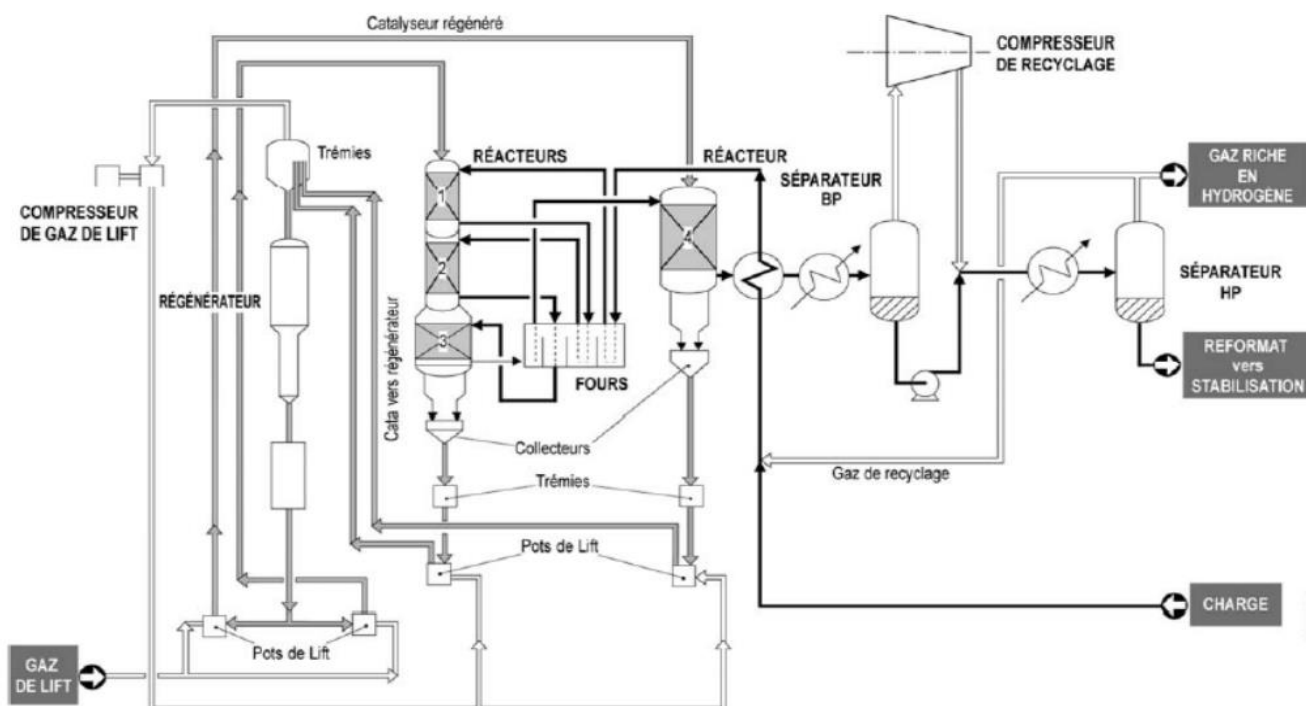 Catalyseur régénéré
COMPRESSEUR
DE RECYCLAGE
Trémies
RÉACTEURS
RÉACTEUR
SÉPARATEUR
BP
GAZ RICHE
EN
HYDROGÈNE
COMPRESSEUR
DE GAZ DE LIFT
1
4
2
3
RÉGÉNÉRATEUR
Cata vers régénérateur
SÉPARATEUR
HP
FOURS
REFORMAT
vers
STABILISATION
Collecteurs
Gaz de recyclage
Trémies
Pots de Lift
CHARGE
Pots de Lift
GAZ
DE LIFT